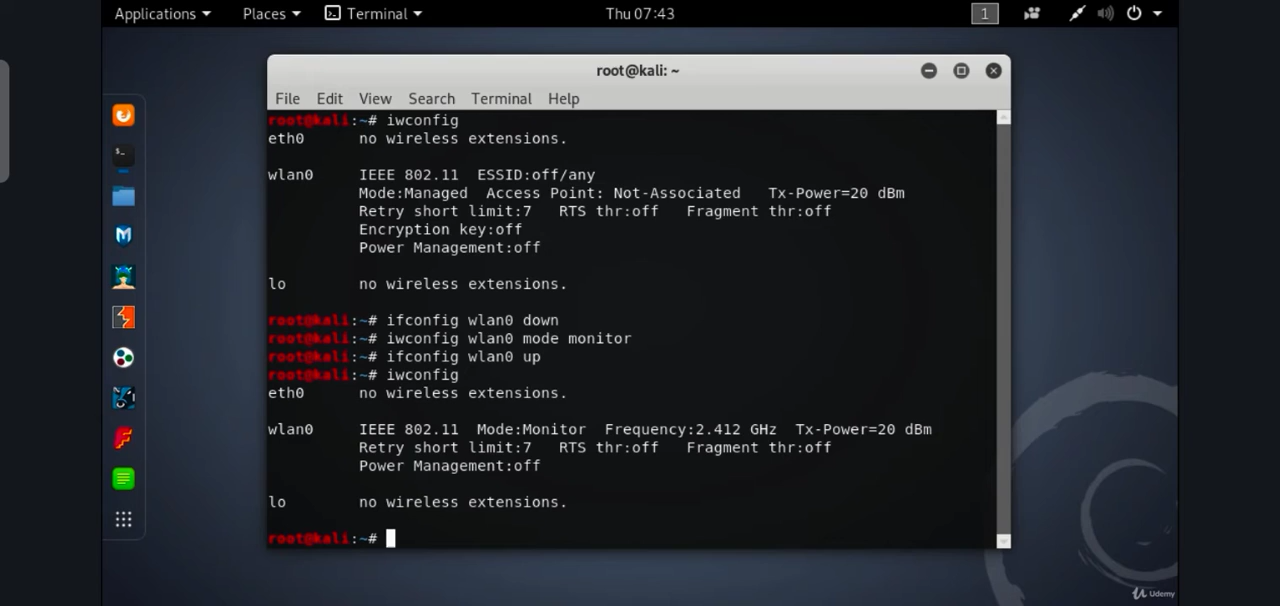 Applications Places Terminal Thu 07:43 1
root@kali: ~
File Edit View Search Terminal Help
root@kali:~# iwconfig
eth0 no wireless extensions.
wlan0 IEEE 802.11 ESSID:off/any
Mode:Managed Access Point: Not-Associated Tx-Power=20 dBm
Retry short limit:7 RTS thr:off Fragment thr:off
Encryption key:off
Power Management:off
lo no wireless extensions.
root@kali:~# ifconfig wlan0 down
root@kali:~# iwconfig wlan0 mode monitor
root@kali:~# ifconfig wlan0 up
root@kali:~# iwconfig
eth0 no wireless extensions.
wlan0 IEEE 802.11 Mode:Monitor Frequency:2.412 GHz Tx-Power=20 dBm
Retry short limit:7 RTS thr:off Fragment thr:off
Power Management:off
lo no wireless extensions.
root@kali:~#
Udemy